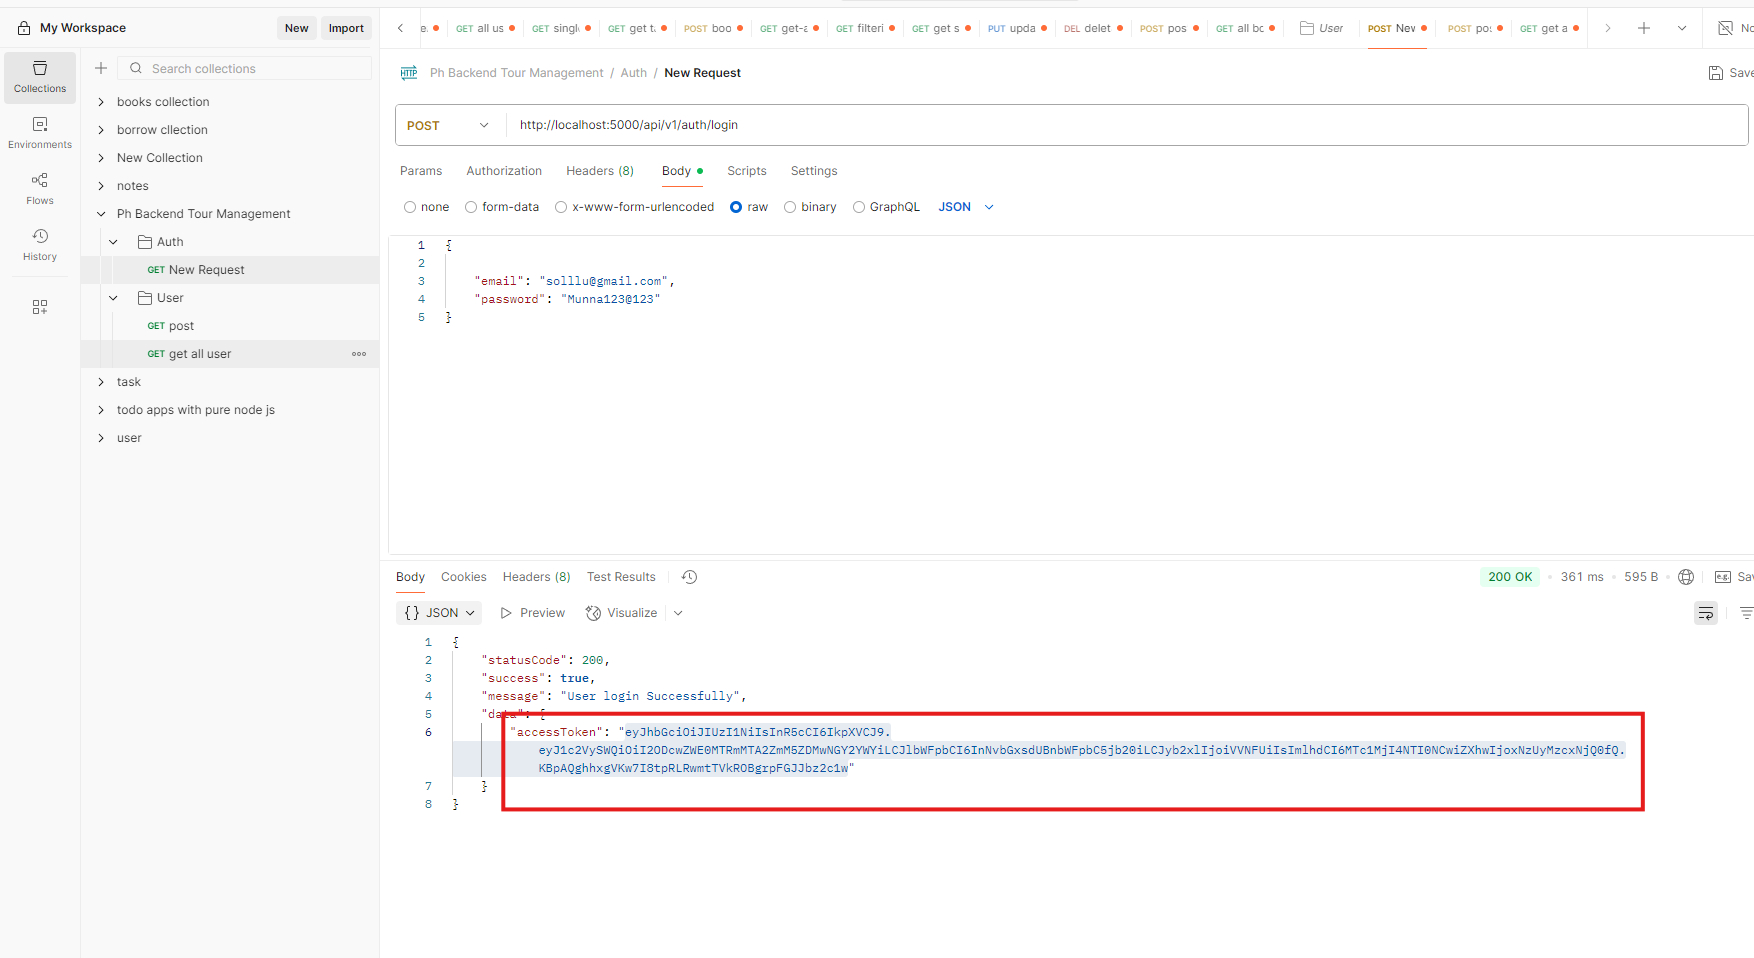 My Workspace
New
Import
Collections
Environments
Flows
History
Search collections
books collection
borrow cllection
New Collection
notes
Ph Backend Tour Management
Auth
GET New Request
User
GET post
GET get all user
task
todo apps with pure node js
user
e.
GET all us
GET singl
GET get t
POST boo
GET get-a
GET filteri
GET get s
PUT upda
DEL delet
POST pos
GET all bo
User
POST New
POST pos
GET get a
No
HTTP Ph Backend Tour Management / Auth / New Request
Save
POST http://localhost:5000/api/v1/auth/login
Params Authorization Headers (8) Body Scripts Settings
none form-data x-www-form-urlencoded raw binary GraphQL JSON
1 {
2
3 "email": "solllu@gmail.com",
4 "password": "Munna123@123"
5 }
Body Cookies Headers (8) Test Results
200 OK 361 ms 595 B e.g. Sav
{} JSON Preview Visualize
1 {
2 "statusCode": 200,
3 "success": true,
4 "message": "User login Successfully",
5 "data": {
6 "accessToken": "eyJhbGciOiJIUzI1NiIsInR5cCI6IkpXVCJ9.
eyJ1c2VySWQiOiI2ODcwZWE0MTRmMTA2ZmM5ZDMwNGY2YWYiLCJlbWFpbCI6InNvbGxsdUBnbWFpbC5jb20iLCJyb2xlIjoiVVNFUiIsImlhdCI6MTc1MjI4NTI0NCwiZXhwIjoxNzUyMzcxNjQ0fQ.
KBpAQghhxgVKw7I8tpRLRwmtTVkROBgrpFGJJbz2c1w"
7 }
8 }